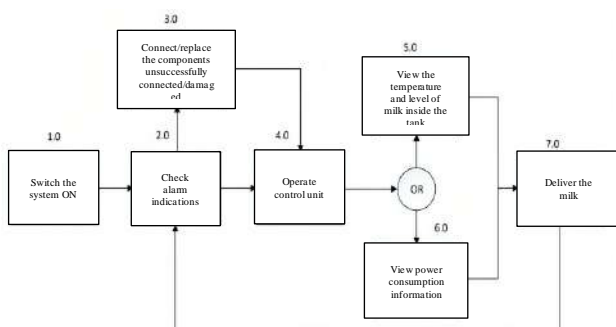 3.0
Connect/replace
the components
unsuccessfully
connected/damag
ed
5.0
View the
temperature
and level of
milk inside the
tank
1.0
Switch the
system ON
2.0
Check
alarm
indications
4.0
Operate
control unit
OR
7.0
Deliver the
milk
6.0
View power
consumption
information